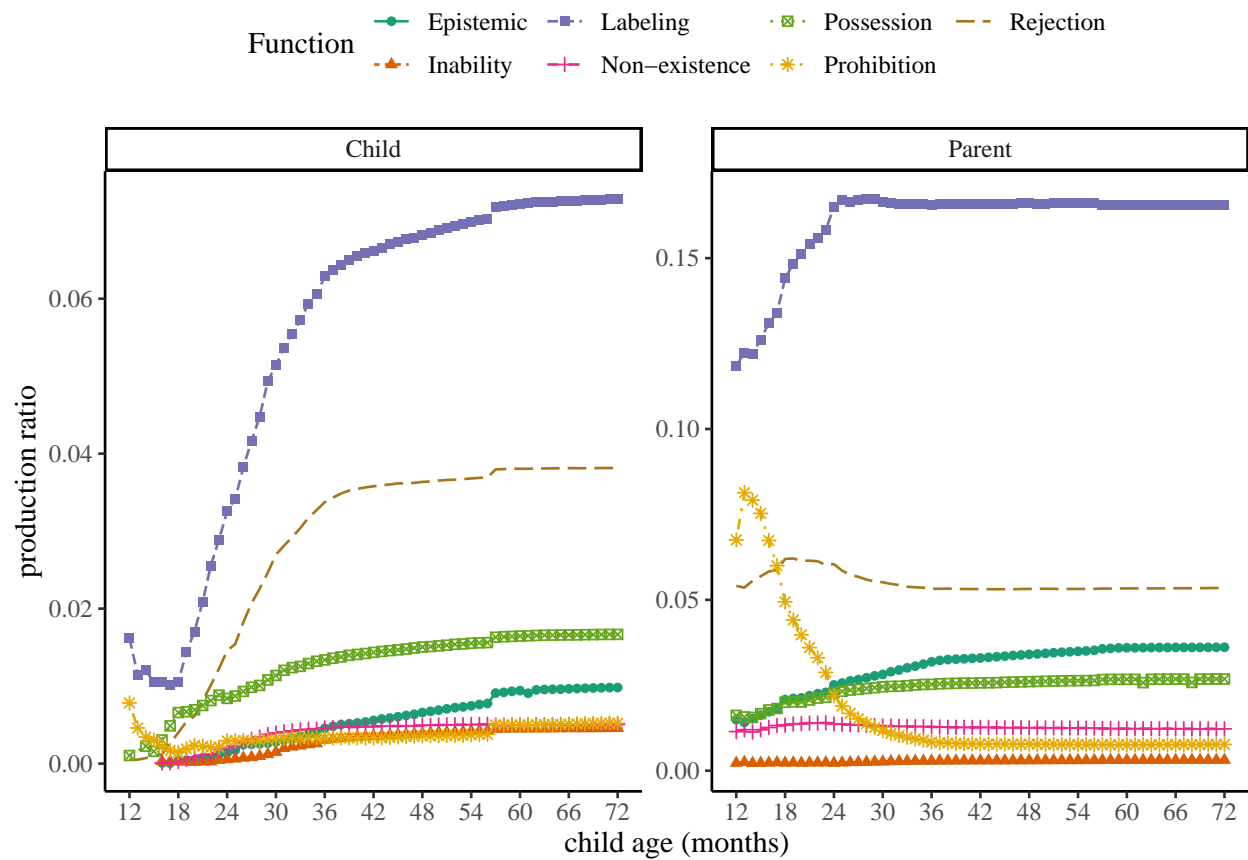 Function
Epistemic
Labeling
Possession
Rejection
Inability
Non−existence
Prohibition
Child
Parent
production ratio
0.06
0.04
0.02
0.00
0.15
0.10
0.05
0.00
12 18 24 30 36 42 48 54 60 66 72
12 18 24 30 36 42 48 54 60 66 72
child age (months)